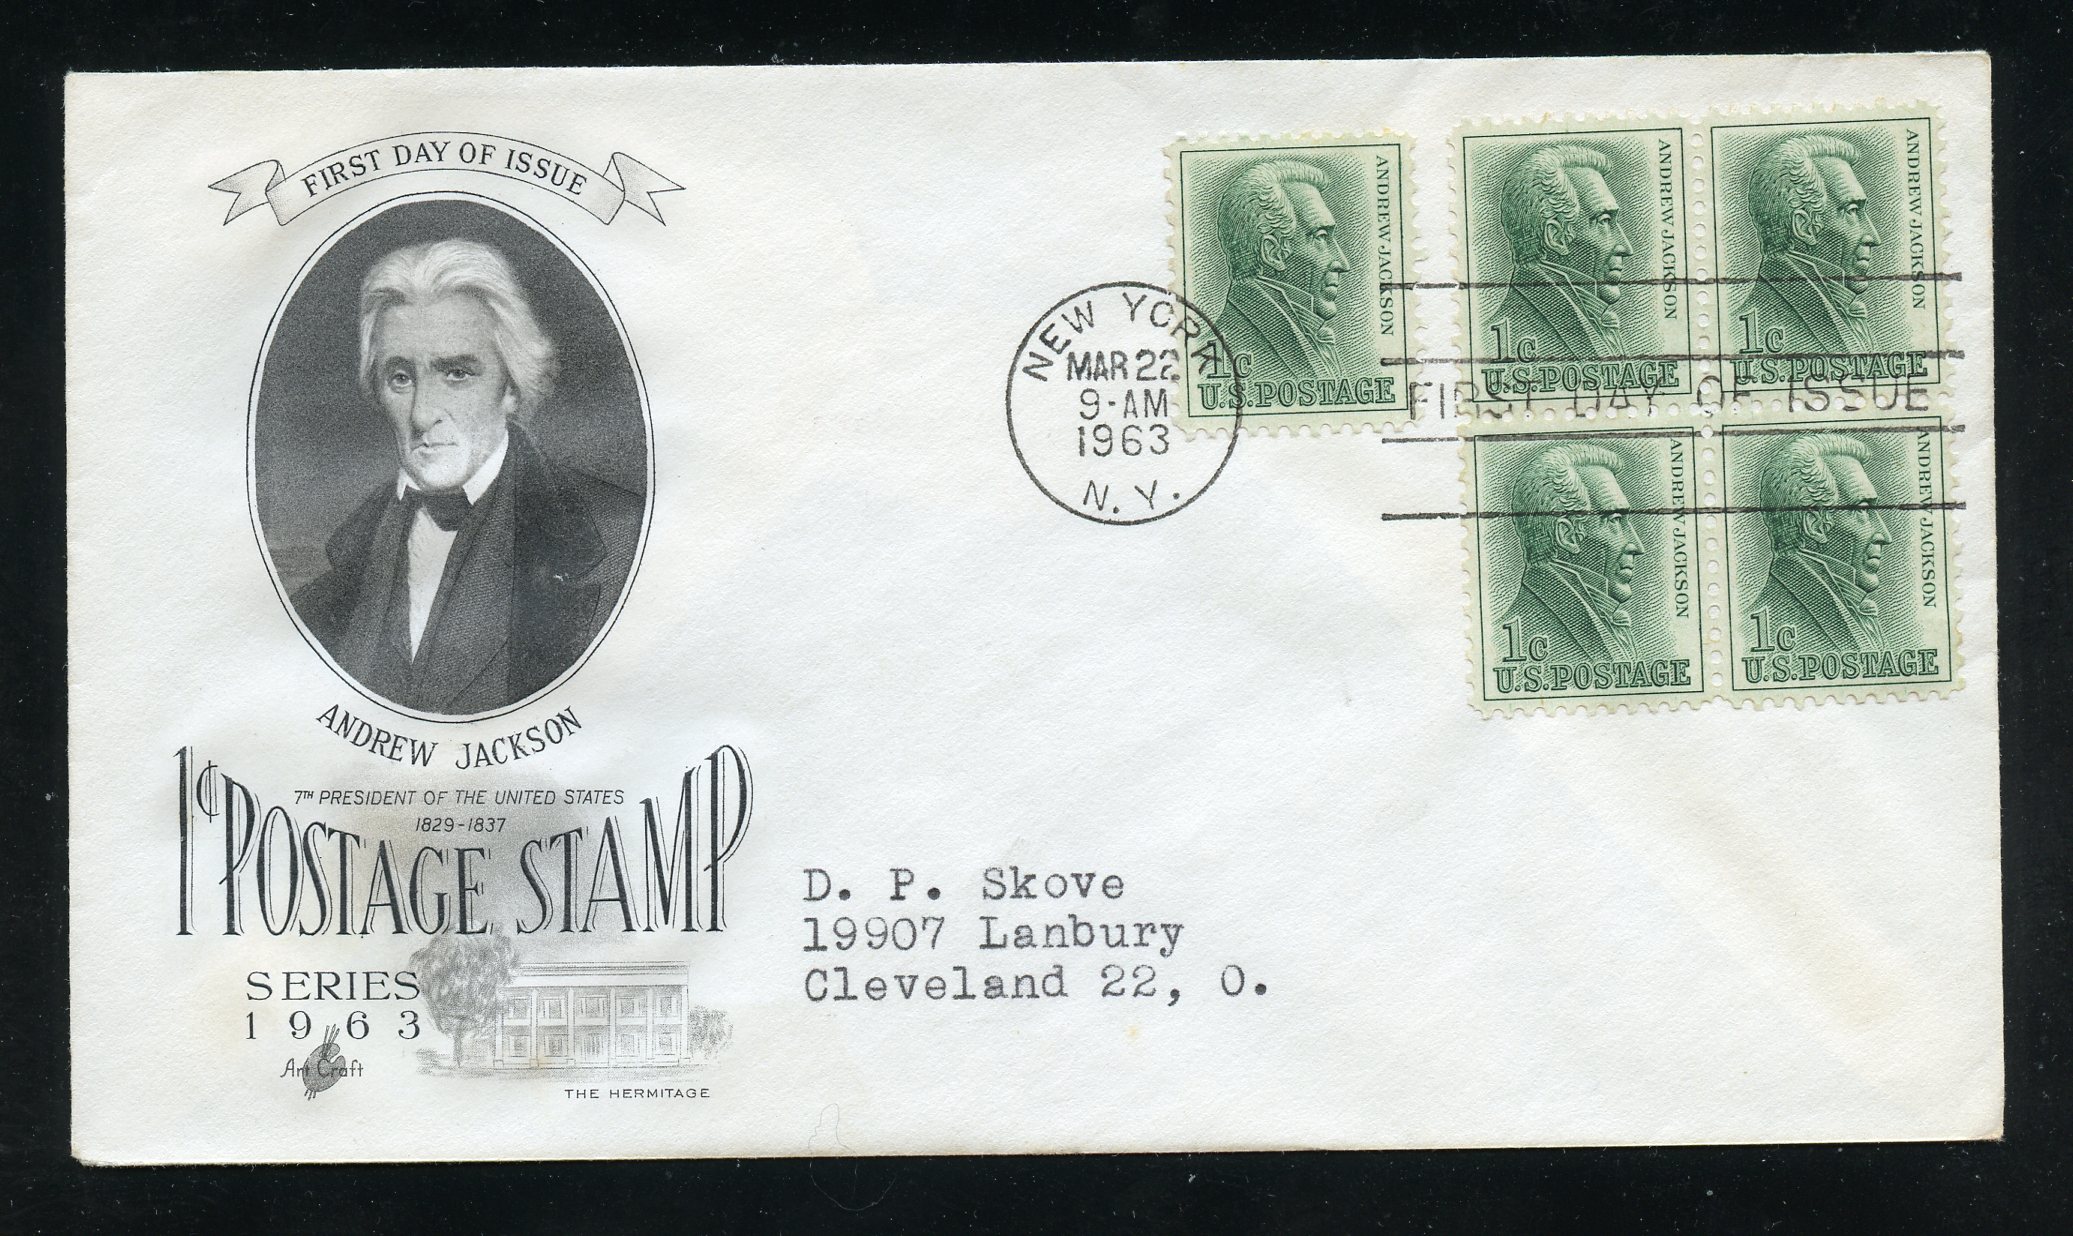 FIRST DAY OF ISSUE
ANDREW JACKSON
7TH PRESIDENT OF THE UNITED STATES
1829-1837
1¢ POSTAGE STAMP
SERIES
1963
Art Craft
THE HERMITAGE
NEW YORK
MAR 22
9-AM
1963
N. Y.
FIRST DAY OF ISSUE
ANDREW JACKSON
1c
U.S. POSTAGE
ANDREW JACKSON
1c
U.S. POSTAGE
ANDREW JACKSON
1c
U.S. POSTAGE
ANDREW JACKSON
1c
U.S. POSTAGE
ANDREW JACKSON
1c
U.S. POSTAGE
D. P. Skove
19907 Lanbury
Cleveland 22, O.